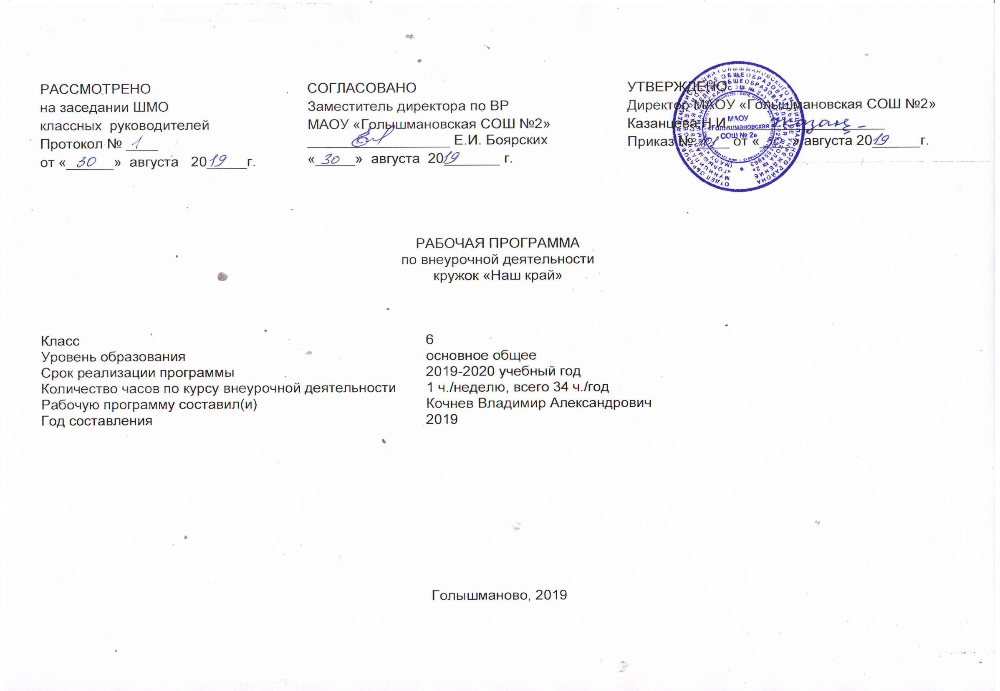 РАССМОТРЕНО
на заседании ШМО
классных руководителей
Протокол № 1
от «30» августа 2019 г.
СОГЛАСОВАНО
Заместитель директора по ВР
МАОУ «Голышмановская СОШ №2»
Е.И. Боярских
«30» августа 2019 г.
УТВЕРЖДЕНО
Директор МАОУ «Голышмановская СОШ №2»
Казанцева Н.И.
Приказ № от « » августа 2019 г.
МАОУ
«Голышмановская
СОШ № 2»
РАБОЧАЯ ПРОГРАММА
по внеурочной деятельности
кружок «Наш край»
Класс 6
Уровень образования основное общее
Срок реализации программы 2019-2020 учебный год
Количество часов по курсу внеурочной деятельности 1 ч./неделю, всего 34 ч./год
Рабочую программу составил(и) Кочнев Владимир Александрович
Год составления 2019
Голышманово, 2019